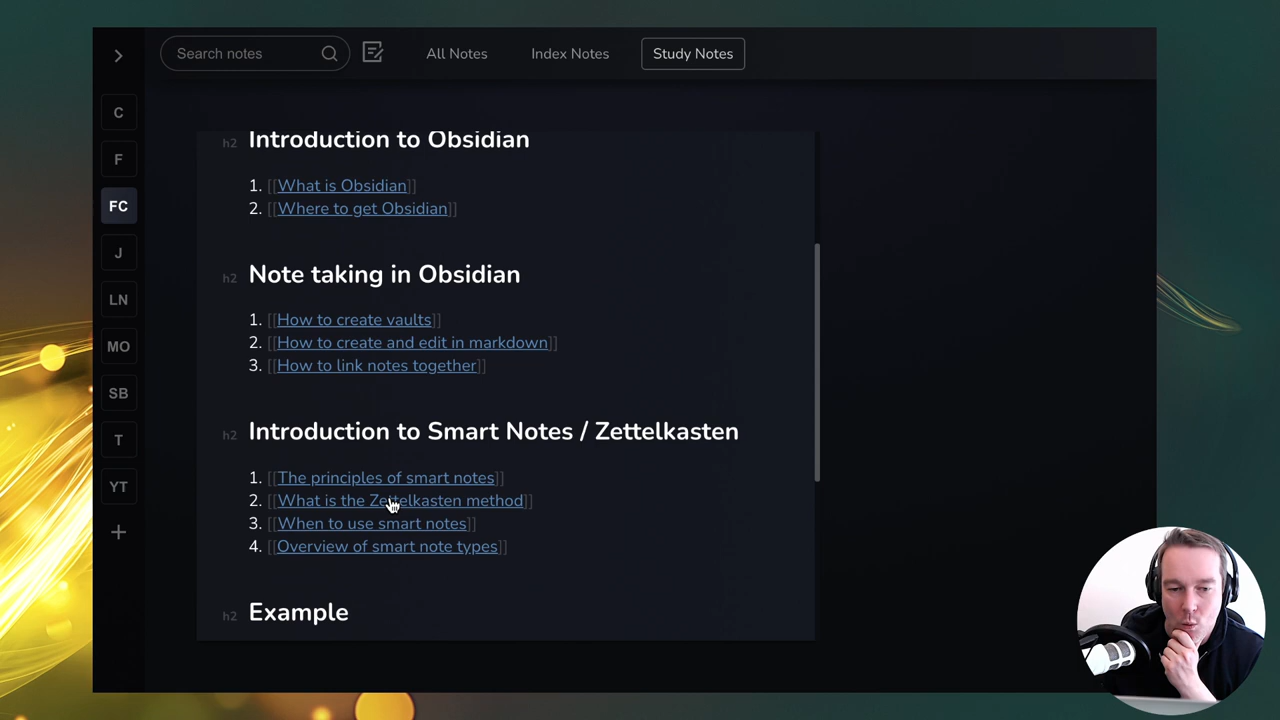 Search notes
All Notes
Index Notes
Study Notes
C
F
FC
J
LN
MO
SB
T
YT
h2 Introduction to Obsidian
1. [[What is Obsidian]]
2. [[Where to get Obsidian]]
h2 Note taking in Obsidian
1. [[How to create vaults]]
2. [[How to create and edit in markdown]]
3. [[How to link notes together]]
h2 Introduction to Smart Notes / Zettelkasten
1. [[The principles of smart notes]]
2. [[What is the Zettelkasten method]]
3. [[When to use smart notes]]
4. [[Overview of smart note types]]
h2 Example